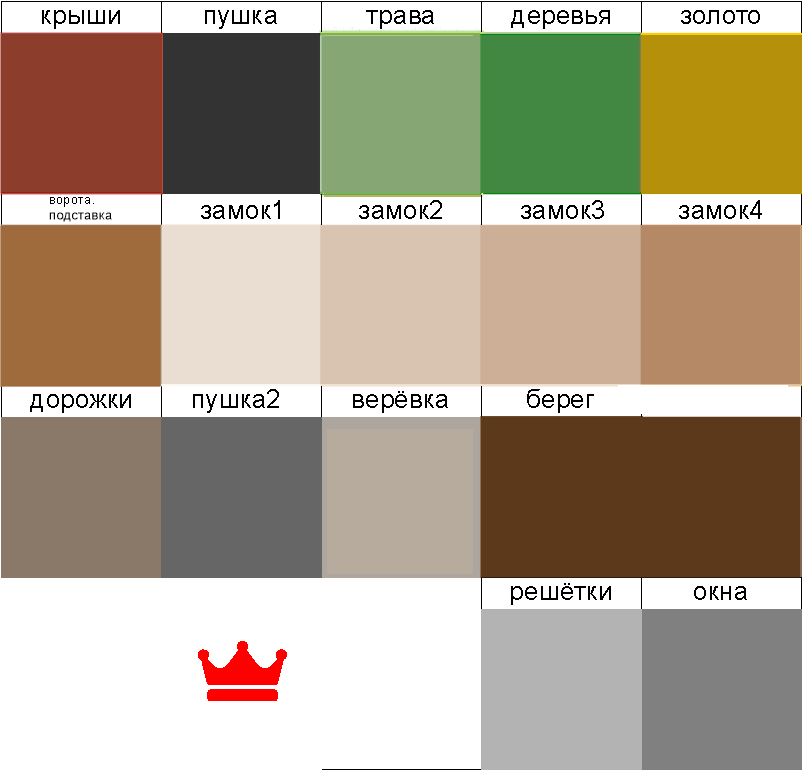 крыши пушка трава деревья золото
ворота.
подставка
замок1 замок2 замок3 замок4
дорожки пушка2 верёвка берег
решётки окна